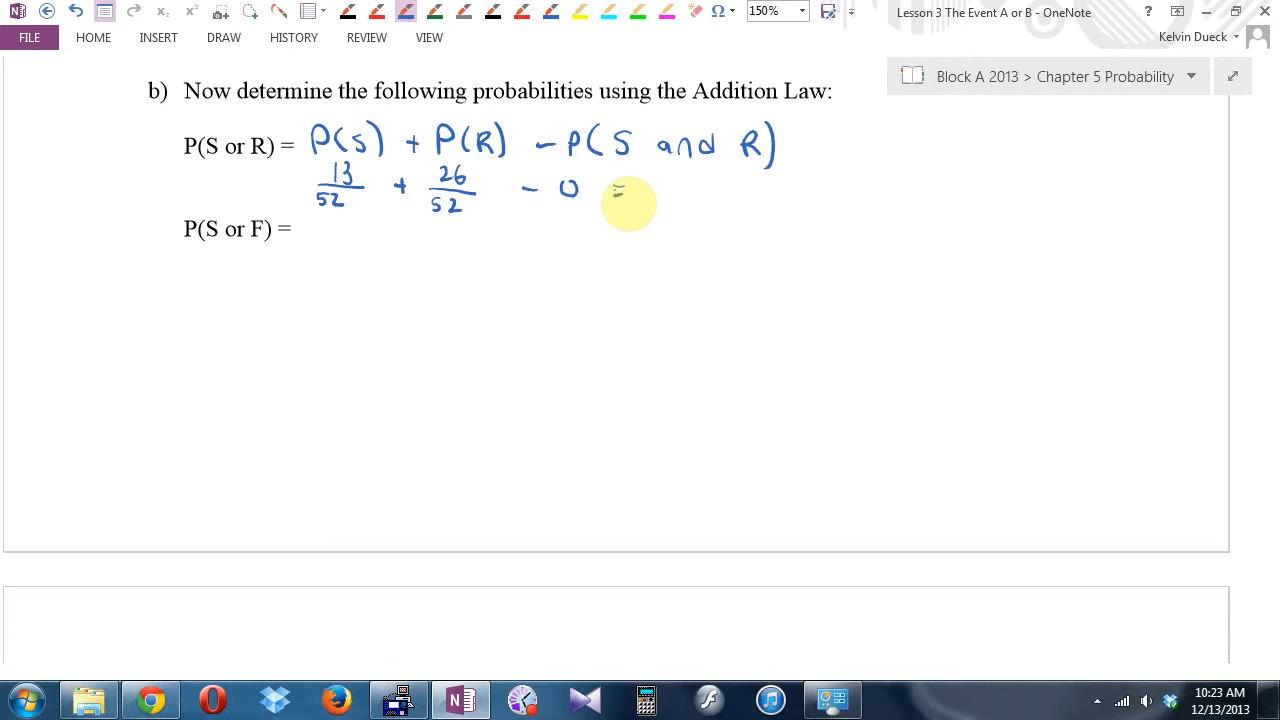 150%
Lesson 3 The Event A or B - OneNote
FILE HOME INSERT DRAW HISTORY REVIEW VIEW
Kelvin Dueck
Block A 2013 > Chapter 5 Probability
b) Now determine the following probabilities using the Addition Law:
P(S or R) = P(S) + P(R) - P(S and R)
13/52 + 26/52 - 0 =
P(S or F) =
10:23 AM
12/13/2013